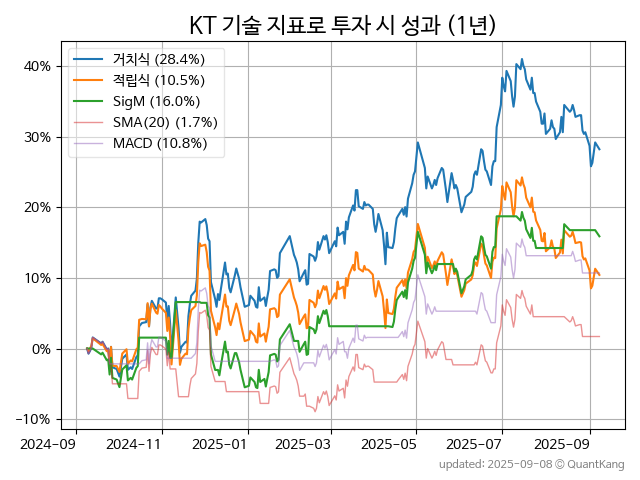 KT 기술 지표로 투자 시 성과 (1년)
거치식 (28.4%)
적립식 (10.5%)
SigM (16.0%)
SMA(20) (1.7%)
MACD (10.8%)
40%
30%
20%
10%
0%
−10%
2024-09
2024-11
2025-01
2025-03
2025-05
2025-07
2025-09
updated: 2025-09-08 © QuantKang